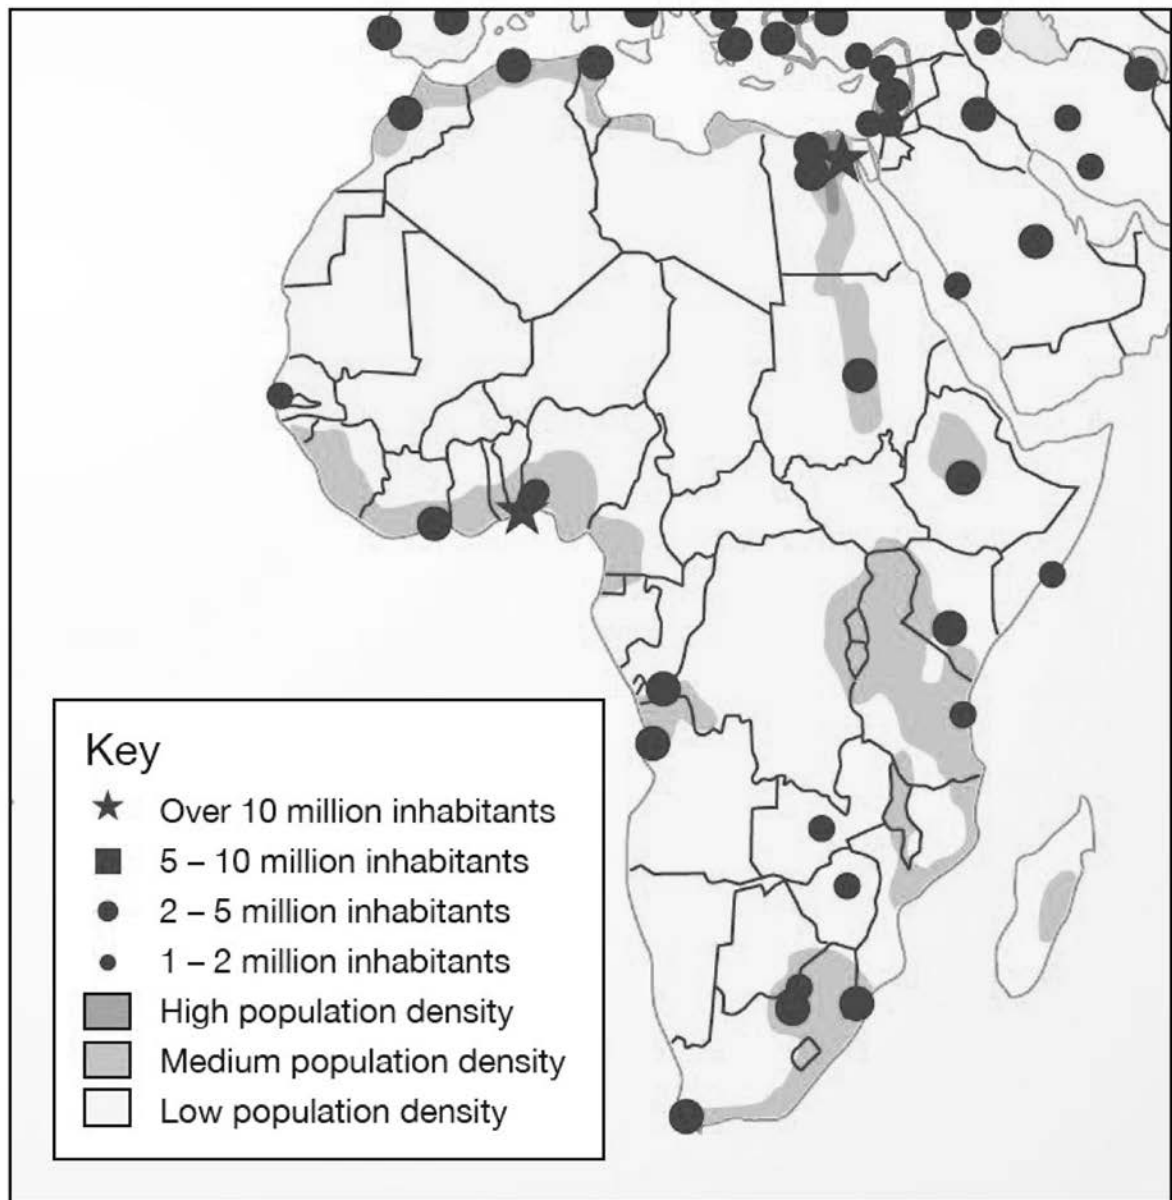 Key
Over 10 million inhabitants
5 – 10 million inhabitants
2 – 5 million inhabitants
1 – 2 million inhabitants
High population density
Medium population density
Low population density